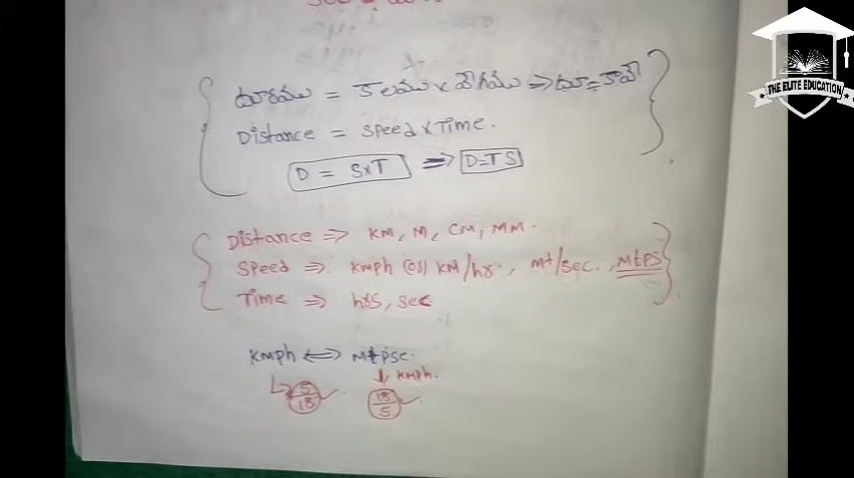 THE ELITE EDUCATION
దూరము = కాలము × వేగము ⇒ దూ = కావే
Distance = Speed × Time.
D = S×T ⇒ D=TS
Distance ⇒ KM, M, CM, MM.
Speed ⇒ Kmph (or) KM/hr., mt/sec., Mtps
Time ⇒ hrs, sec
Kmph ⇔ Mtpsc.
↓ Kmph.
5/18 18/5